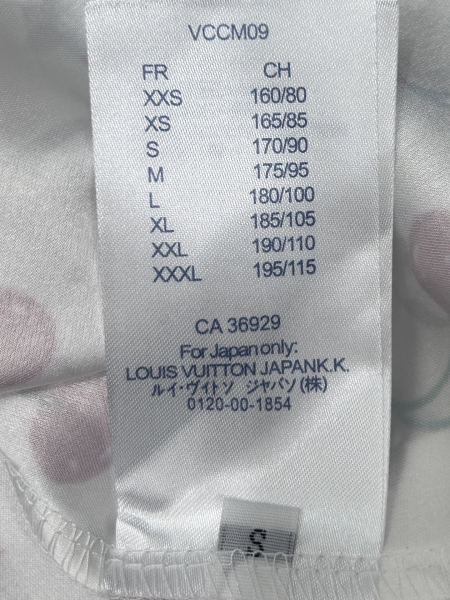 VCCM09
FR CH
XXS 160/80
XS 165/85
S 170/90
M 175/95
L 180/100
XL 185/105
XXL 190/110
XXXL 195/115
CA 36929
For Japan only:
LOUIS VUITTON JAPANK.K.
ルイ・ヴィトソ ジャパソ(株)
0120-00-1854
S